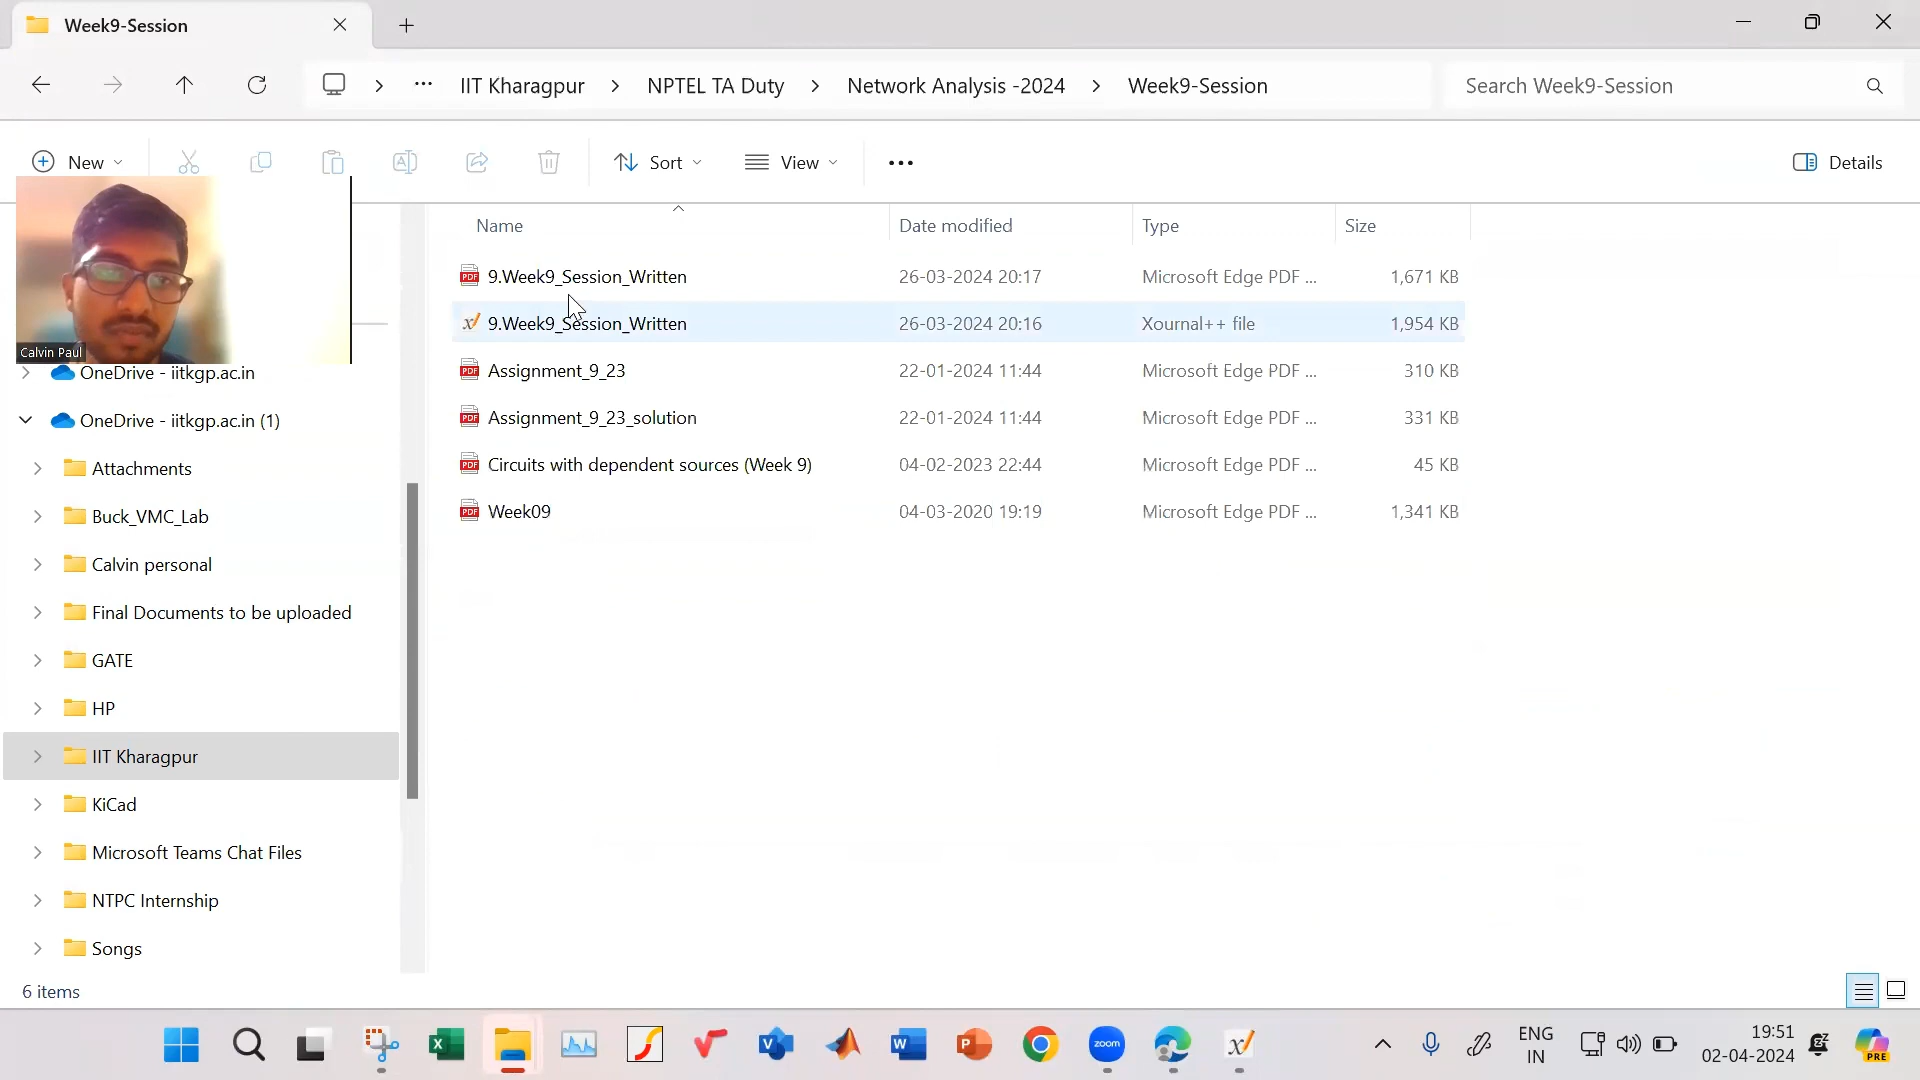 Week9-Session
IIT Kharagpur
NPTEL TA Duty
Network Analysis -2024
Week9-Session
Search Week9-Session
New
Sort
View
Details
Calvin Paul
Name
Date modified
Type
Size
9.Week9_Session_Written 26-03-2024 20:17 Microsoft Edge PDF ... 1,671 KB
9.Week9_Session_Written 26-03-2024 20:16 Xournal++ file 1,954 KB
Assignment_9_23 22-01-2024 11:44 Microsoft Edge PDF ... 310 KB
Assignment_9_23_solution 22-01-2024 11:44 Microsoft Edge PDF ... 331 KB
Circuits with dependent sources (Week 9) 04-02-2023 22:44 Microsoft Edge PDF ... 45 KB
Week09 04-03-2020 19:19 Microsoft Edge PDF ... 1,341 KB
OneDrive - iitkgp.ac.in
OneDrive - iitkgp.ac.in (1)
Attachments
Buck_VMC_Lab
Calvin personal
Final Documents to be uploaded
GATE
HP
IIT Kharagpur
KiCad
Microsoft Teams Chat Files
NTPC Internship
Songs
6 items
zoom
ENG
IN
19:51
02-04-2024
PRE